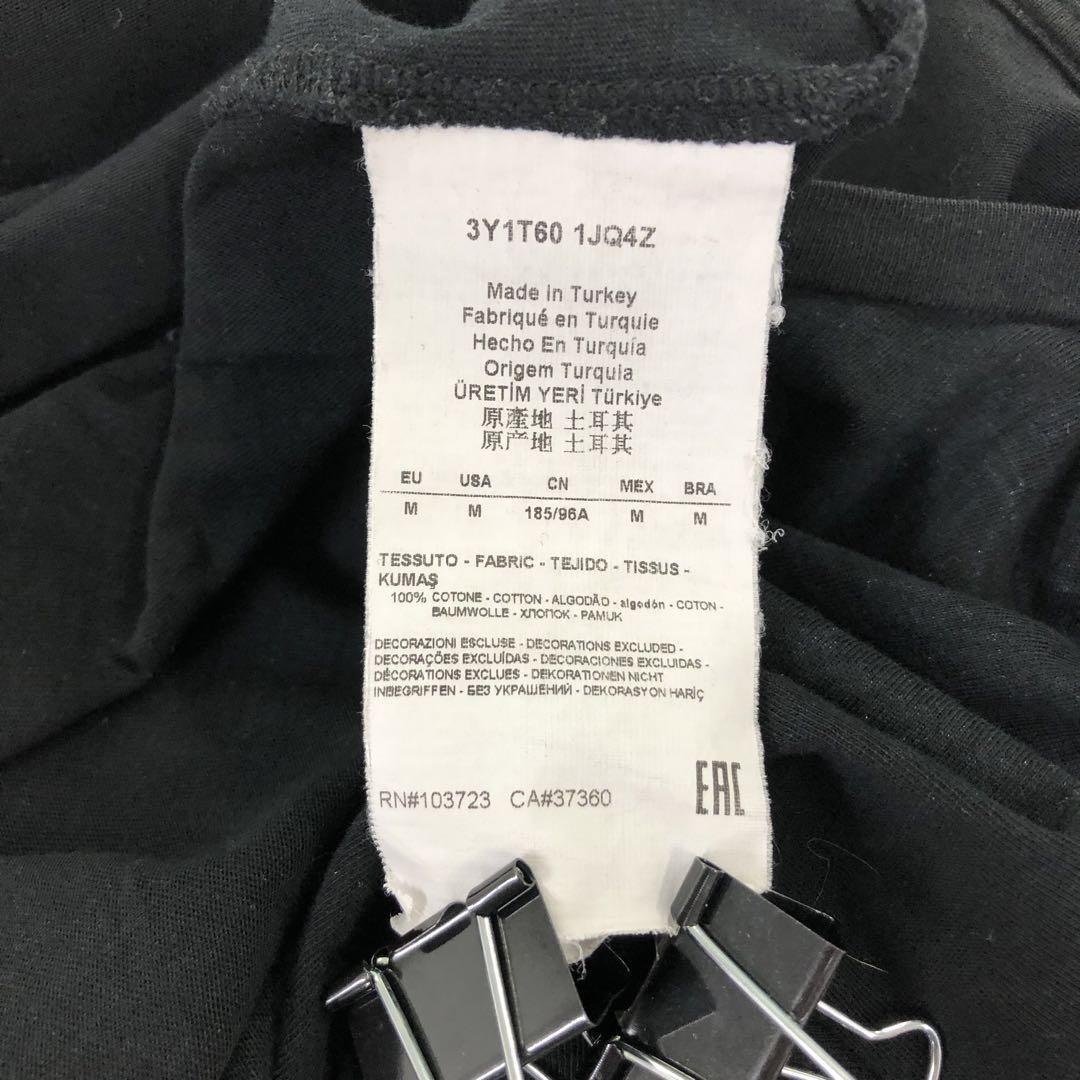 3Y1T60 1JQ4Z
Made in Turkey
Fabriqué en Turquie
Hecho En Turquía
Origem Turquia
ÜRETİM YERİ Türkiye
原產地 土耳其
原产地 土耳其
EU USA CN MEX BRA
M M 185/96A M M
TESSUTO - FABRIC - TEJIDO - TISSUS -
KUMAŞ
100% COTONE - COTTON - ALGODÃO - algodón - COTON -
BAUMWOLLE - ХЛОПОК - PAMUK
DECORAZIONI ESCLUSE - DECORATIONS EXCLUDED -
DECORAÇÕES EXCLUÍDAS - DECORACIONES EXCLUIDAS -
DÉCORATIONS EXCLUES - DEKORATIONEN NICHT
INBEGRIFFEN - БЕЗ УКРАШЕНИЙ - DEKORASYON HARİÇ
RN#103723 CA#37360
EAC